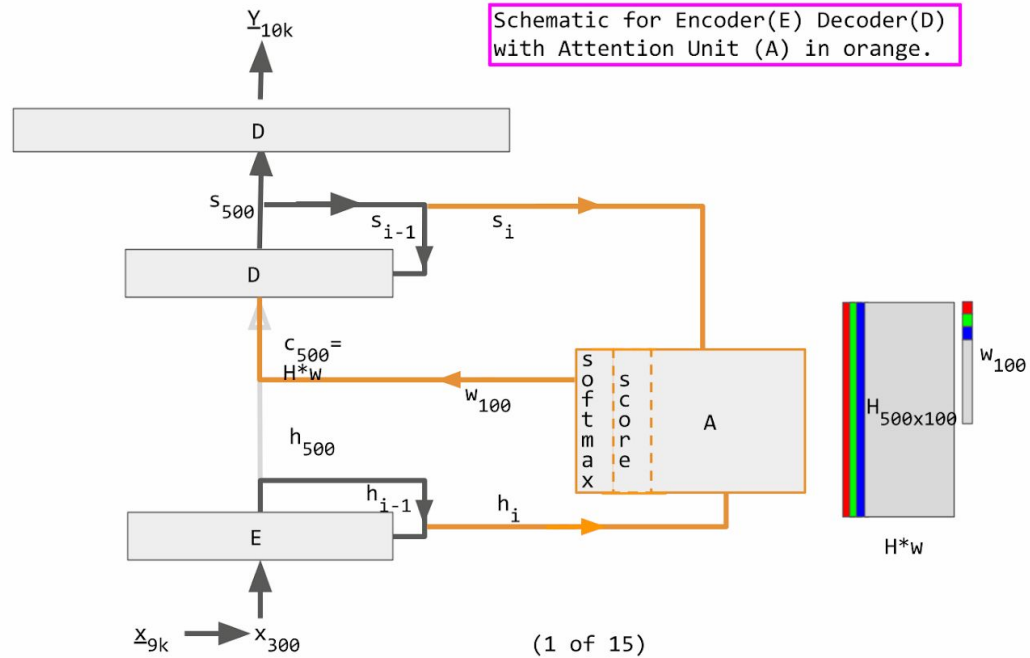 Schematic for Encoder(E) Decoder(D)
with Attention Unit (A) in orange.
Y10k
D
s500
si-1
si
D
c500=
H*w
w100
softmax
score
A
h500
hi-1
hi
E
x9k
x300
H500x100
w100
H*w
(1 of 15)